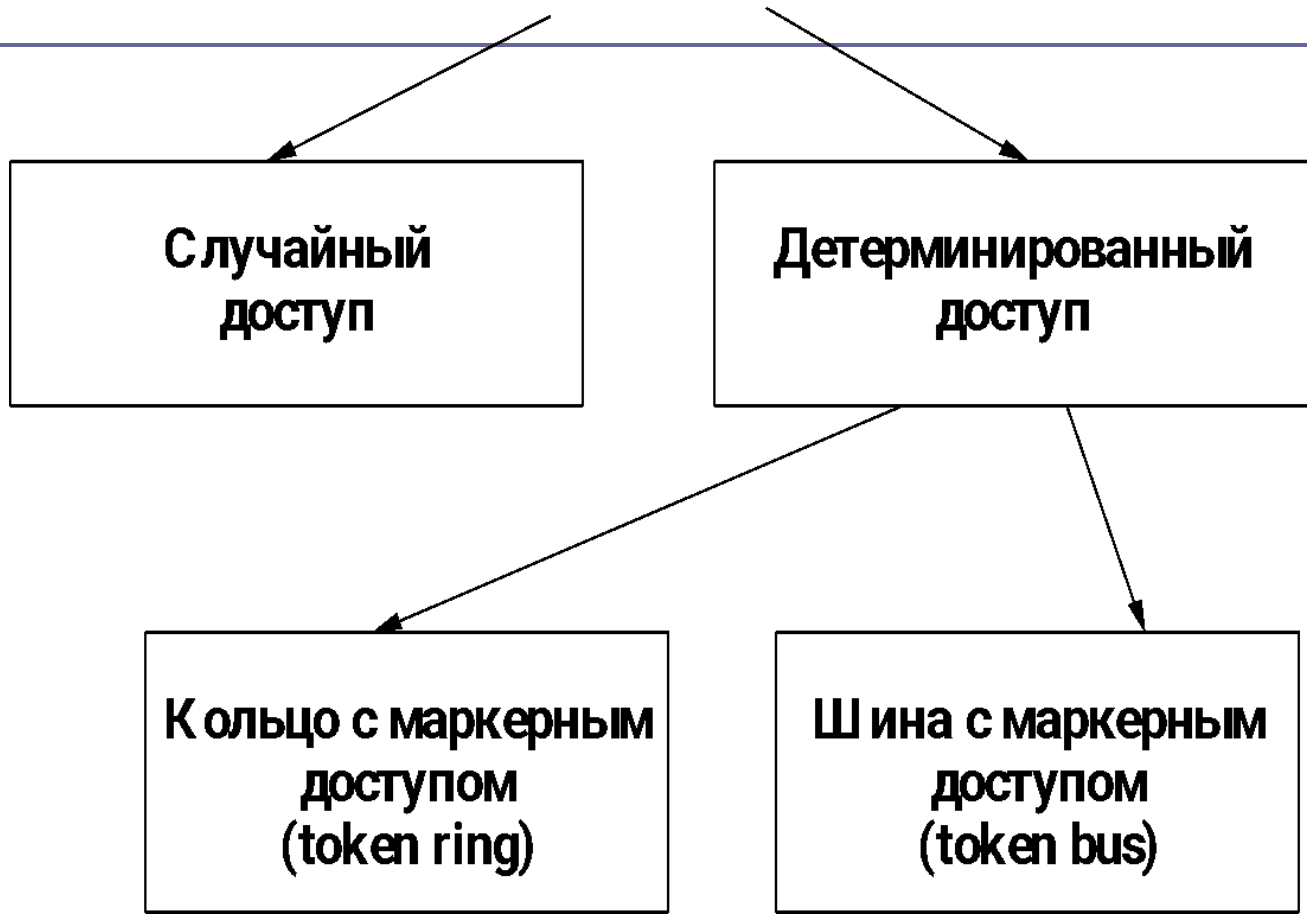 Случайный
доступ
Детерминированный
доступ
Кольцо с маркерным
доступом
(token ring)
Шина с маркерным
доступом
(token bus)